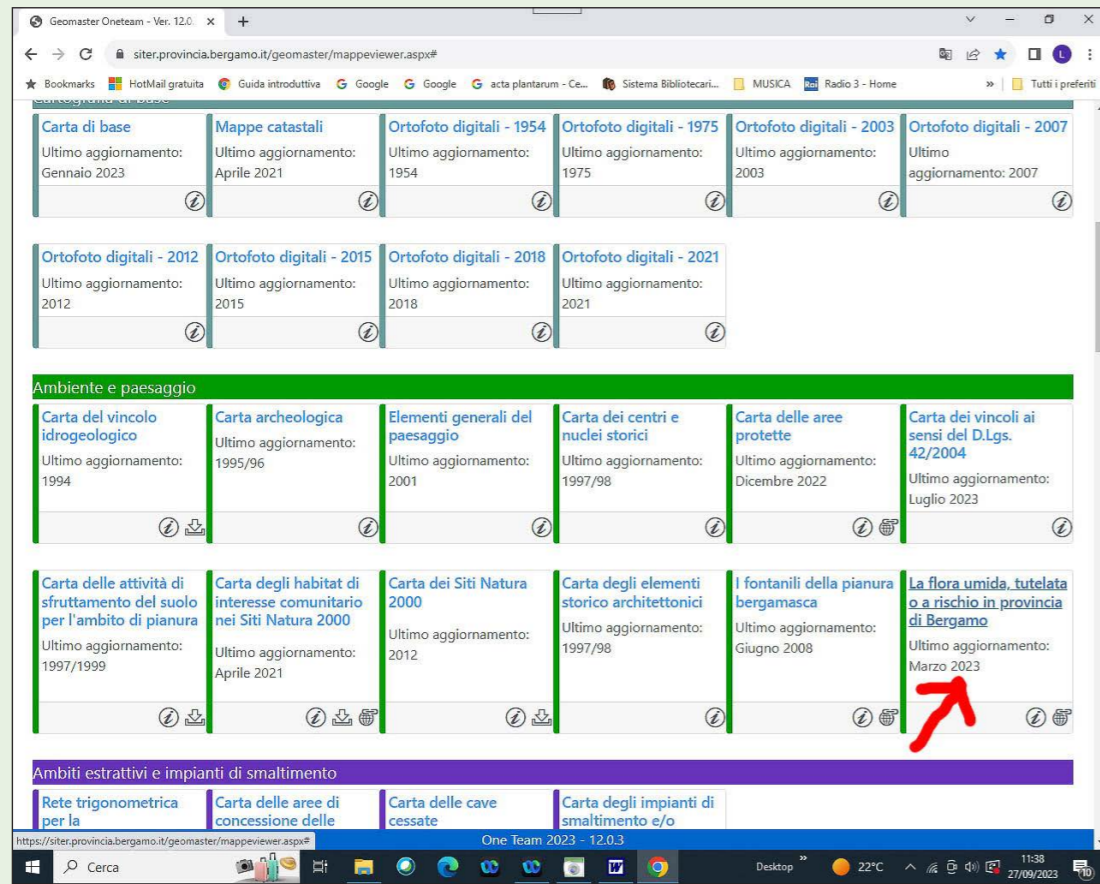 Geomaster Oneteam - Ver. 12.0.
siter.provincia.bergamo.it/geomaster/mappeviewer.aspx#
L
Bookmarks HotMail gratuita Guida introduttiva Google Google acta plantarum - Ce... Sistema Bibliotecari... MUSICA Rai Radio 3 - Home » Tutti i preferiti
Cartografia di base
Carta di base
Ultimo aggiornamento:
Gennaio 2023
Mappe catastali
Ultimo aggiornamento:
Aprile 2021
Ortofoto digitali - 1954
Ultimo aggiornamento:
1954
Ortofoto digitali - 1975
Ultimo aggiornamento:
1975
Ortofoto digitali - 2003
Ultimo aggiornamento:
2003
Ortofoto digitali - 2007
Ultimo
aggiornamento: 2007
Ortofoto digitali - 2012
Ultimo aggiornamento:
2012
Ortofoto digitali - 2015
Ultimo aggiornamento:
2015
Ortofoto digitali - 2018
Ultimo aggiornamento:
2018
Ortofoto digitali - 2021
Ultimo aggiornamento:
2021
Ambiente e paesaggio
Carta del vincolo
idrogeologico
Ultimo aggiornamento:
1994
Carta archeologica
Ultimo aggiornamento:
1995/96
Elementi generali del
paesaggio
Ultimo aggiornamento:
2001
Carta dei centri e
nuclei storici
Ultimo aggiornamento:
1997/98
Carta delle aree
protette
Ultimo aggiornamento:
Dicembre 2022
Carta dei vincoli ai
sensi del D.Lgs.
42/2004
Ultimo aggiornamento:
Luglio 2023
Carta delle attività di
sfruttamento del suolo
per l'ambito di pianura
Ultimo aggiornamento:
1997/1999
Carta degli habitat di
interesse comunitario
nei Siti Natura 2000
Ultimo aggiornamento:
Aprile 2021
Carta dei Siti Natura
2000
Ultimo aggiornamento:
2012
Carta degli elementi
storico architettonici
Ultimo aggiornamento:
1997/98
I fontanili della pianura
bergamasca
Ultimo aggiornamento:
Giugno 2008
La flora umida, tutelata
o a rischio in provincia
di Bergamo
Ultimo aggiornamento:
Marzo 2023
Ambiti estrattivi e impianti di smaltimento
Rete trigonometrica
per la
Carta delle aree di
concessione delle
Carta delle cave
cessate
Carta degli impianti di
smaltimento e/o
https://siter.provincia.bergamo.it/geomaster/mappeviewer.aspx#
One Team 2023 - 12.0.3
Cerca
Desktop »
22°C
11:38
27/09/2023